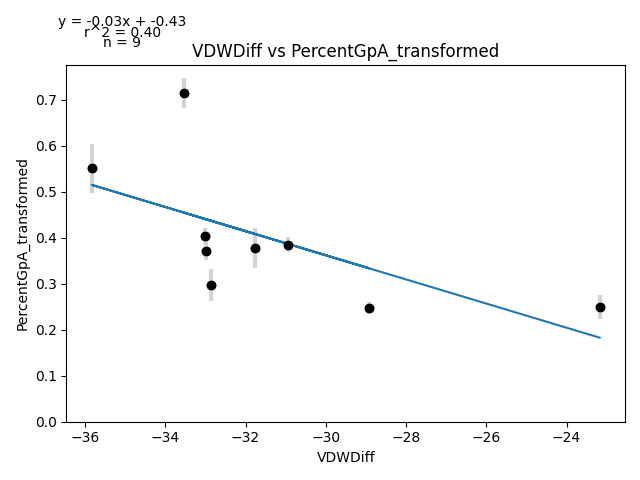 y = -0.03x + -0.43
r^2 = 0.40
n = 9
VDWDiff vs PercentGpA_transformed
PercentGpA_transformed
0.7
0.6
0.5
0.4
0.3
0.2
0.1
0.0
−36
−34
−32
−30
−28
−26
−24
VDWDiff